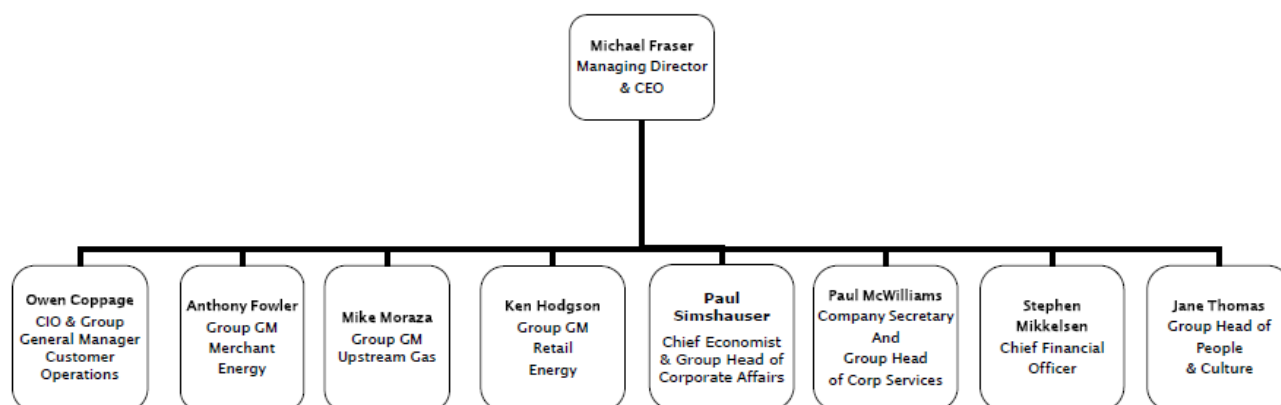 Michael Fraser
Managing Director
& CEO
Owen Coppage
CIO & Group
General Manager
Customer
Operations
Anthony Fowler
Group GM
Merchant
Energy
Mike Moraza
Group GM
Upstream Gas
Ken Hodgson
Group GM
Retail
Energy
Paul
Simshauser
Chief Economist
& Group Head of
Corporate Affairs
Paul McWilliams
Company Secretary
And
Group Head
of Corp Services
Stephen
Mikkelsen
Chief Financial
Officer
Jane Thomas
Group Head of
People
& Culture